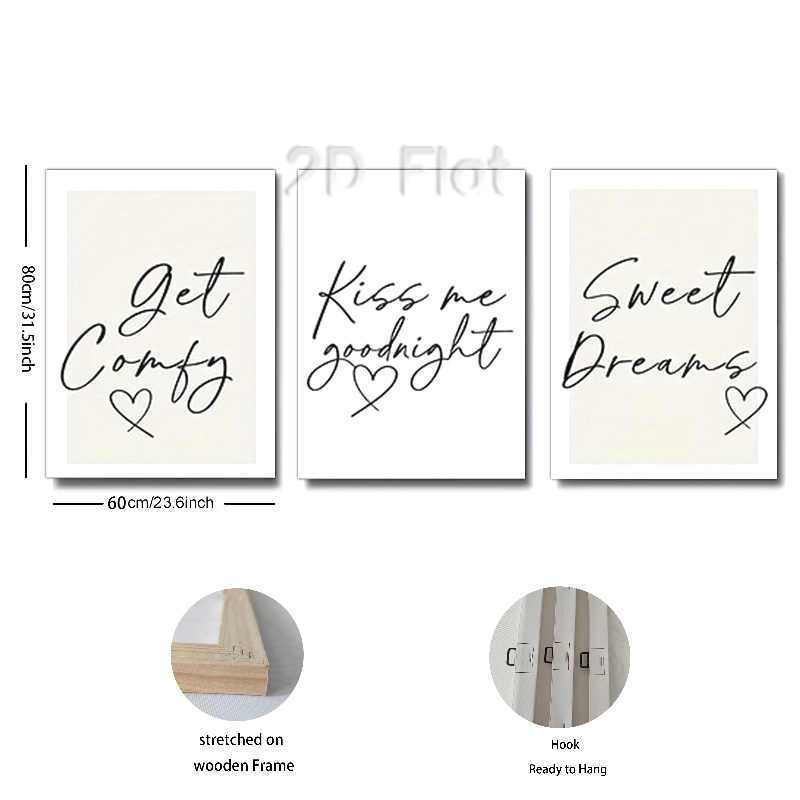 2D Flat
Get
Comfy
Kiss me
goodnight
Sweet
Dreams
80cm/31.5inch
60cm/23.6inch
stretched on
wooden Frame
Hook
Ready to Hang